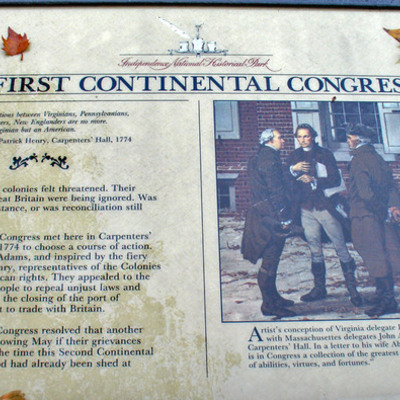 Independence National Historical Park
FIRST CONTINENTAL CONGRES
ctions between Virginians, Pennsylvanians,
ers, New Englanders are no more.
ginian but an American.
Patrick Henry, Carpenters' Hall, 1774
colonies felt threatened. Their
eat Britain were being ignored. Was
stance, or was reconciliation still
Congress met here in Carpenters'
1774 to choose a course of action.
Adams, and inspired by the fiery
nry, representatives of the Colonies
ican rights. They appealed to the
eople to repeal unjust laws and
the closing of the port of
t to trade with Britain.
Congress resolved that another
owing May if their grievances
the time this Second Continental
od had already been shed at
Artist's conception of Virginia delegate
with Massachusetts delegates John A
Carpenters' Hall. In a letter to his wife Ab
is in Congress a collection of the greatest
of abilities, virtues, and fortunes.